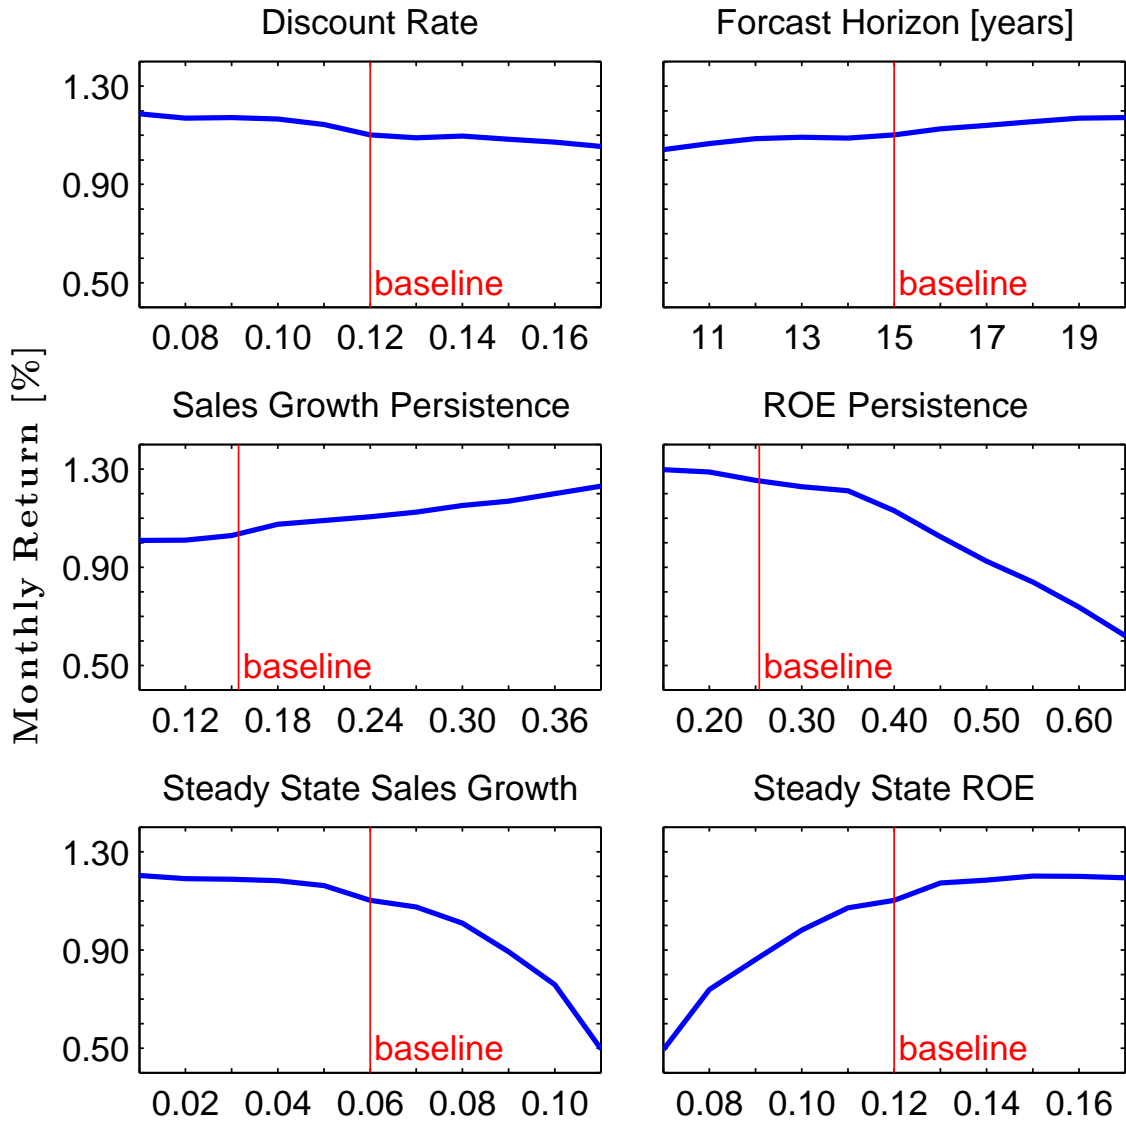 Discount Rate
Forcast Horizon [years]
1.30
0.90
0.50
baseline
baseline
0.08 0.10 0.12 0.14 0.16
11 13 15 17 19
Monthly Return [%]
Sales Growth Persistence
ROE Persistence
1.30
0.90
0.50
baseline
baseline
0.12 0.18 0.24 0.30 0.36
0.20 0.30 0.40 0.50 0.60
Steady State Sales Growth
Steady State ROE
1.30
0.90
0.50
baseline
baseline
0.02 0.04 0.06 0.08 0.10
0.08 0.10 0.12 0.14 0.16